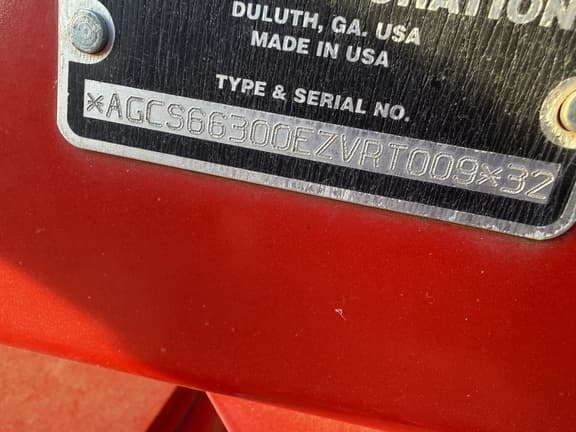 DULUTH, GA. USA
MADE IN USA
TYPE & SERIAL NO.
*AGCS66300EZVRT009*32